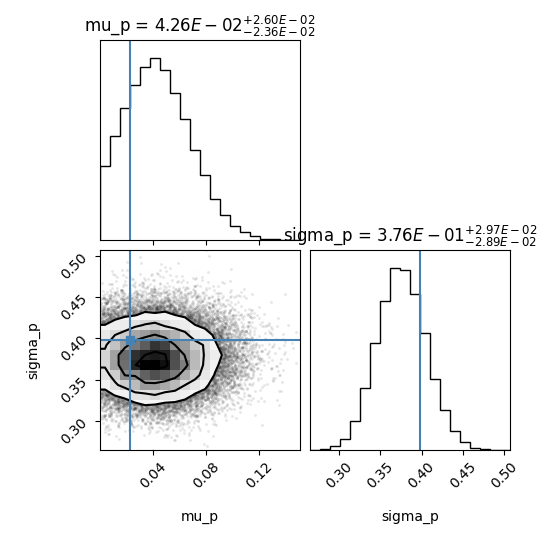 mu_p = 4.26E − 02+2.60E − 02 −2.36E − 02
sigma_p = 3.76E − 01+2.97E − 02 −2.89E − 02
0.50
0.45
0.40
0.35
0.30
sigma_p
0.04 0.08 0.12
0.30 0.35 0.40 0.45 0.50
mu_p
sigma_p